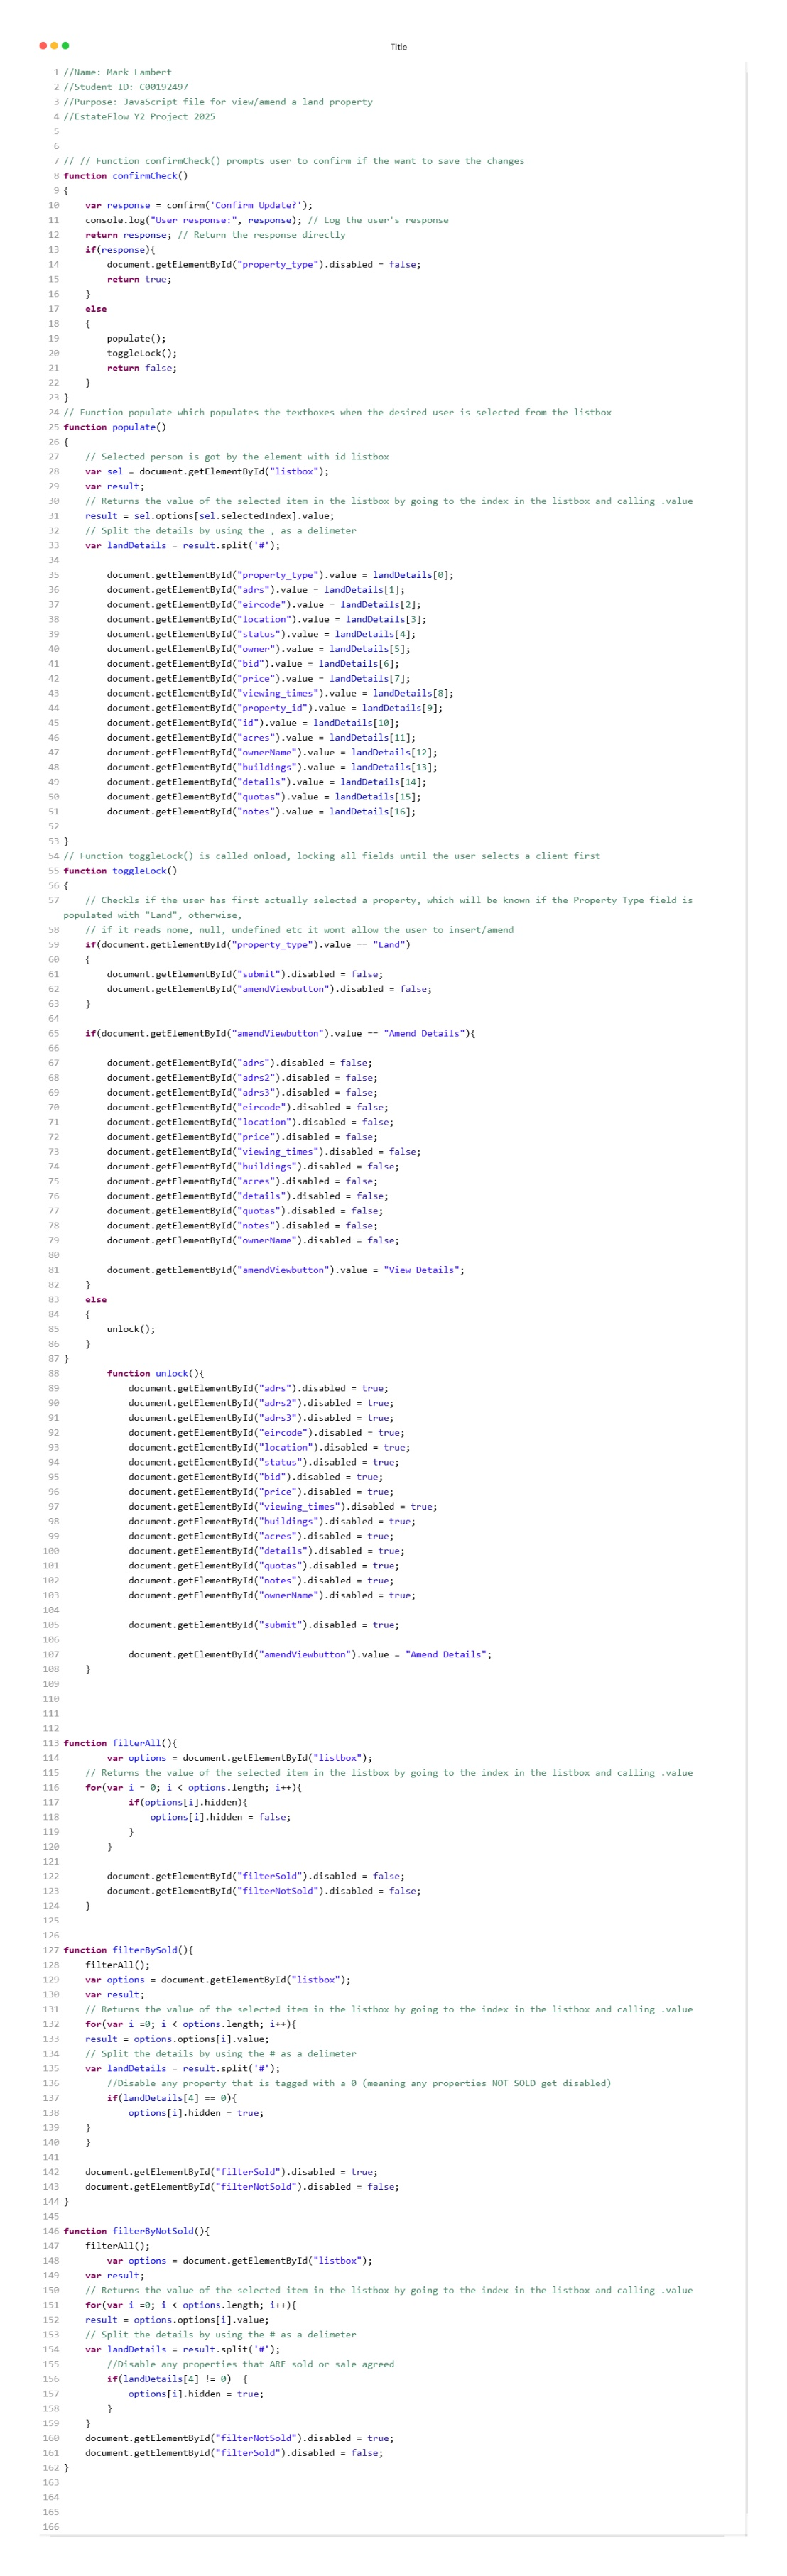 Title
1 //Name: Mark Lambert
2 //Student ID: C00192497
3 //Purpose: JavaScript file for view/amend a land property
4 //EstateFlow Y2 Project 2025
5
6
7 // // Function confirmCheck() prompts user to confirm if the want to save the changes
8 function confirmCheck()
9 {
10     var response = confirm('Confirm Update?');
11     console.log("User response:", response); // Log the user's response
12     return response; // Return the response directly
13     if(response){
14         document.getElementById("property_type").disabled = false;
15         return true;
16     }
17     else
18     {
19         populate();
20         toggleLock();
21         return false;
22     }
23 }
24 // Function populate which populates the textboxes when the desired user is selected from the listbox
25 function populate()
26 {
27     // Selected person is got by the element with id listbox
28     var sel = document.getElementById("listbox");
29     var result;
30     // Returns the value of the selected item in the listbox by going to the index in the listbox and calling .value
31     result = sel.options[sel.selectedIndex].value;
32     // Split the details by using the , as a delimeter
33     var landDetails = result.split('#');
34
35         document.getElementById("property_type").value = landDetails[0];
36         document.getElementById("adrs").value = landDetails[1];
37         document.getElementById("eircode").value = landDetails[2];
38         document.getElementById("location").value = landDetails[3];
39         document.getElementById("status").value = landDetails[4];
40         document.getElementById("owner").value = landDetails[5];
41         document.getElementById("bid").value = landDetails[6];
42         document.getElementById("price").value = landDetails[7];
43         document.getElementById("viewing_times").value = landDetails[8];
44         document.getElementById("property_id").value = landDetails[9];
45         document.getElementById("id").value = landDetails[10];
46         document.getElementById("acres").value = landDetails[11];
47         document.getElementById("ownerName").value = landDetails[12];
48         document.getElementById("buildings").value = landDetails[13];
49         document.getElementById("details").value = landDetails[14];
50         document.getElementById("quotas").value = landDetails[15];
51         document.getElementById("notes").value = landDetails[16];
52
53 }
54 // Function toggleLock() is called onload, locking all fields until the user selects a client first
55 function toggleLock()
56 {
57     // Checkls if the user has first actually selected a property, which will be known if the Property Type field is
populated with "Land", otherwise,
58     // if it reads none, null, undefined etc it wont allow the user to insert/amend
59     if(document.getElementById("property_type").value == "Land")
60     {
61         document.getElementById("submit").disabled = false;
62         document.getElementById("amendViewbutton").disabled = false;
63     }
64
65     if(document.getElementById("amendViewbutton").value == "Amend Details"){
66
67         document.getElementById("adrs").disabled = false;
68         document.getElementById("adrs2").disabled = false;
69         document.getElementById("adrs3").disabled = false;
70         document.getElementById("eircode").disabled = false;
71         document.getElementById("location").disabled = false;
72         document.getElementById("price").disabled = false;
73         document.getElementById("viewing_times").disabled = false;
74         document.getElementById("buildings").disabled = false;
75         document.getElementById("acres").disabled = false;
76         document.getElementById("details").disabled = false;
77         document.getElementById("quotas").disabled = false;
78         document.getElementById("notes").disabled = false;
79         document.getElementById("ownerName").disabled = false;
80
81         document.getElementById("amendViewbutton").value = "View Details";
82     }
83     else
84     {
85         unlock();
86     }
87 }
88         function unlock(){
89             document.getElementById("adrs").disabled = true;
90             document.getElementById("adrs2").disabled = true;
91             document.getElementById("adrs3").disabled = true;
92             document.getElementById("eircode").disabled = true;
93             document.getElementById("location").disabled = true;
94             document.getElementById("status").disabled = true;
95             document.getElementById("bid").disabled = true;
96             document.getElementById("price").disabled = true;
97             document.getElementById("viewing_times").disabled = true;
98             document.getElementById("buildings").disabled = true;
99             document.getElementById("acres").disabled = true;
100             document.getElementById("details").disabled = true;
101             document.getElementById("quotas").disabled = true;
102             document.getElementById("notes").disabled = true;
103             document.getElementById("ownerName").disabled = true;
104
105             document.getElementById("submit").disabled = true;
106
107             document.getElementById("amendViewbutton").value = "Amend Details";
108     }
109
110
111
112
113 function filterAll(){
114         var options = document.getElementById("listbox");
115     // Returns the value of the selected item in the listbox by going to the index in the listbox and calling .value
116     for(var i = 0; i < options.length; i++){
117             if(options[i].hidden){
118                 options[i].hidden = false;
119             }
120         }
121
122         document.getElementById("filterSold").disabled = false;
123         document.getElementById("filterNotSold").disabled = false;
124     }
125
126
127 function filterBySold(){
128     filterAll();
129     var options = document.getElementById("listbox");
130     var result;
131     // Returns the value of the selected item in the listbox by going to the index in the listbox and calling .value
132     for(var i =0; i < options.length; i++){
133     result = options.options[i].value;
134     // Split the details by using the # as a delimeter
135     var landDetails = result.split('#');
136         //Disable any property that is tagged with a 0 (meaning any properties NOT SOLD get disabled)
137         if(landDetails[4] == 0){
138             options[i].hidden = true;
139     }
140     }
141
142     document.getElementById("filterSold").disabled = true;
143     document.getElementById("filterNotSold").disabled = false;
144 }
145
146 function filterByNotSold(){
147     filterAll();
148         var options = document.getElementById("listbox");
149     var result;
150     // Returns the value of the selected item in the listbox by going to the index in the listbox and calling .value
151     for(var i =0; i < options.length; i++){
152     result = options.options[i].value;
153     // Split the details by using the # as a delimeter
154     var landDetails = result.split('#');
155         //Disable any properties that ARE sold or sale agreed
156         if(landDetails[4] != 0)  {
157             options[i].hidden = true;
158         }
159     }
160     document.getElementById("filterNotSold").disabled = true;
161     document.getElementById("filterSold").disabled = false;
162 }
163
164
165
166